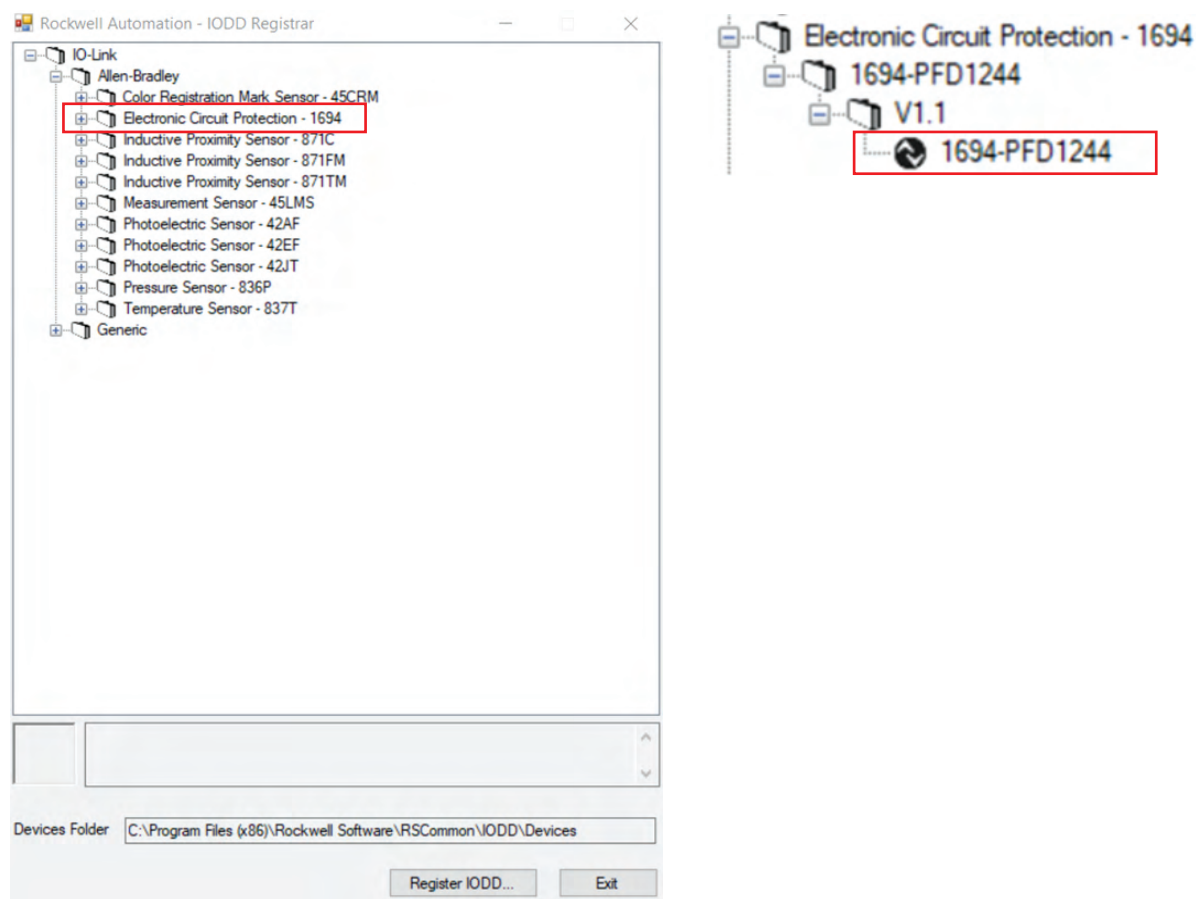 Rockwell Automation - IODD Registrar
IO-Link
Allen-Bradley
Color Registration Mark Sensor - 45CRM
Electronic Circuit Protection - 1694
Inductive Proximity Sensor - 871C
Inductive Proximity Sensor - 871FM
Inductive Proximity Sensor - 871TM
Measurement Sensor - 45LMS
Photoelectric Sensor - 42AF
Photoelectric Sensor - 42EF
Photoelectric Sensor - 42JT
Pressure Sensor - 836P
Temperature Sensor - 837T
Generic
Devices Folder C:\Program Files (x86)\Rockwell Software\RSCommon\IODD\Devices
Register IODD... Exit
Electronic Circuit Protection - 1694
1694-PFD1244
V1.1
1694-PFD1244